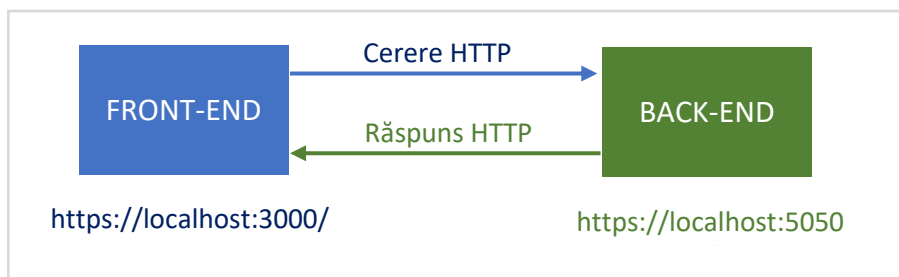 Cerere HTTP
FRONT-END
BACK-END
Răspuns HTTP
https://localhost:3000/
https://localhost:5050